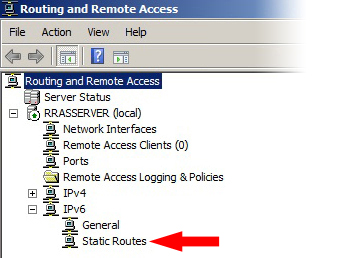 Routing and Remote Access
File Action View Help
Routing and Remote Access
Server Status
RRASSERVER (local)
Network Interfaces
Remote Access Clients (0)
Ports
Remote Access Logging & Policies
IPv4
IPv6
General
Static Routes